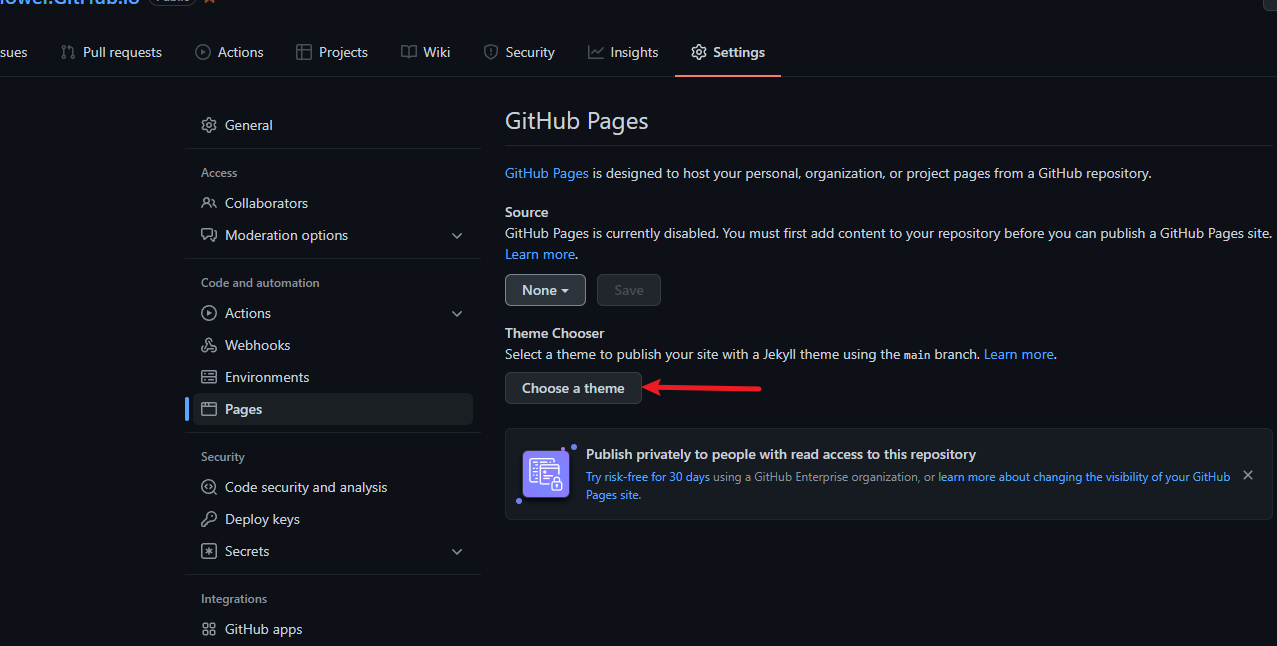 Pull requests
Actions
Projects
Wiki
Security
Insights
Settings
General
Access
Collaborators
Moderation options
Code and automation
Actions
Webhooks
Environments
Pages
Security
Code security and analysis
Deploy keys
Secrets
Integrations
GitHub apps
GitHub Pages
GitHub Pages is designed to host your personal, organization, or project pages from a GitHub repository.
Source
GitHub Pages is currently disabled. You must first add content to your repository before you can publish a GitHub Pages site.
Learn more.
None
Save
Theme Chooser
Select a theme to publish your site with a Jekyll theme using the main branch. Learn more.
Choose a theme
Publish privately to people with read access to this repository
Try risk-free for 30 days using a GitHub Enterprise organization, or learn more about changing the visibility of your GitHub
Pages site.